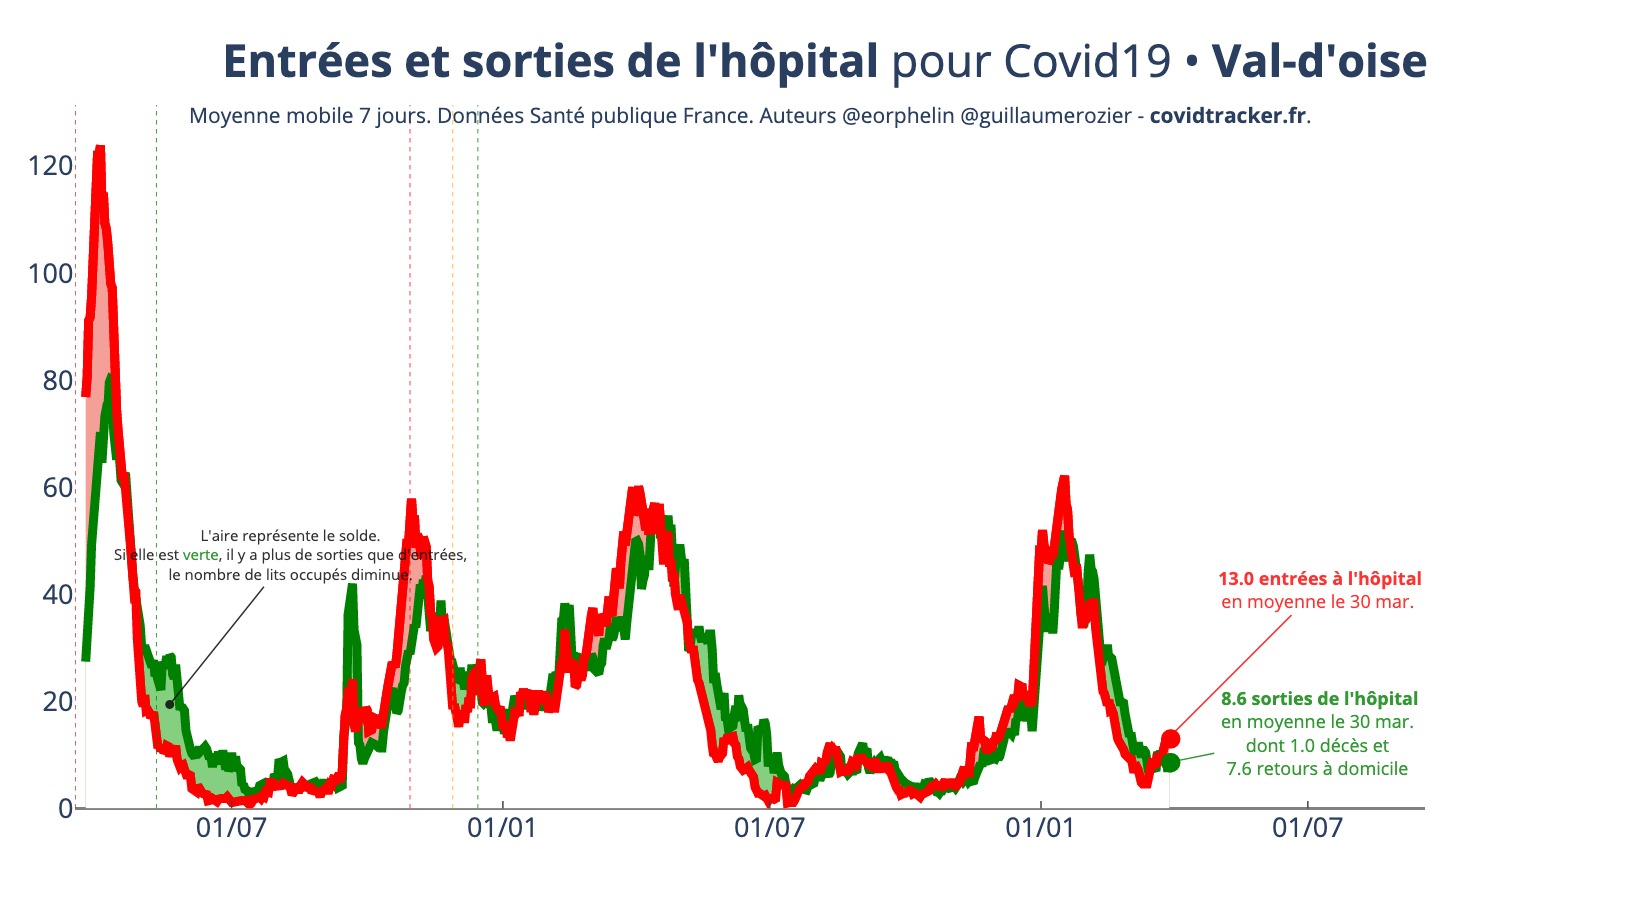 Entrées et sorties de l'hôpital pour Covid19 • Val-d'oise
Moyenne mobile 7 jours. Données Santé publique France. Auteurs @eorphelin @guillaumerozier - covidtracker.fr.
120
100
80
60
40
20
0
L'aire représente le solde.
Si elle est verte, il y a plus de sorties que d'entrées,
le nombre de lits occupés diminue.
13.0 entrées à l'hôpital
en moyenne le 30 mar.
8.6 sorties de l'hôpital
en moyenne le 30 mar.
dont 1.0 décès et
7.6 retours à domicile
01/07
01/01
01/07
01/01
01/07